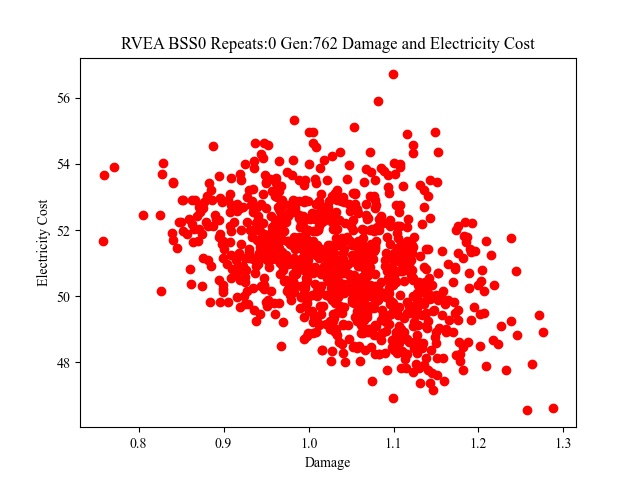 RVEA BSS0 Repeats:0 Gen:762 Damage and Electricity Cost
56
54
52
50
48
Electricity Cost
0.8 0.9 1.0 1.1 1.2 1.3
Damage